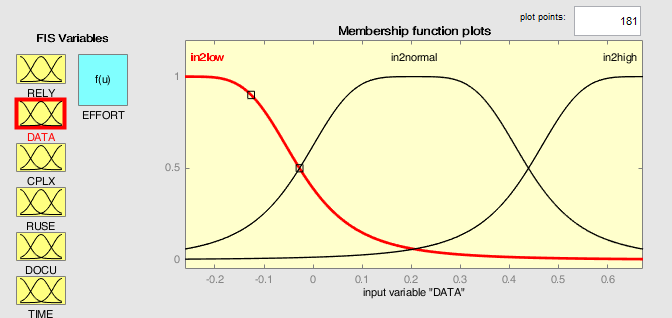 plot points: 181
FIS Variables
Membership function plots
f(u)
RELY
EFFORT
DATA
CPLX
RUSE
DOCU
TIME
in2low in2normal in2high
1
0.5
0
-0.2 -0.1 0 0.1 0.2 0.3 0.4 0.5 0.6
input variable "DATA"